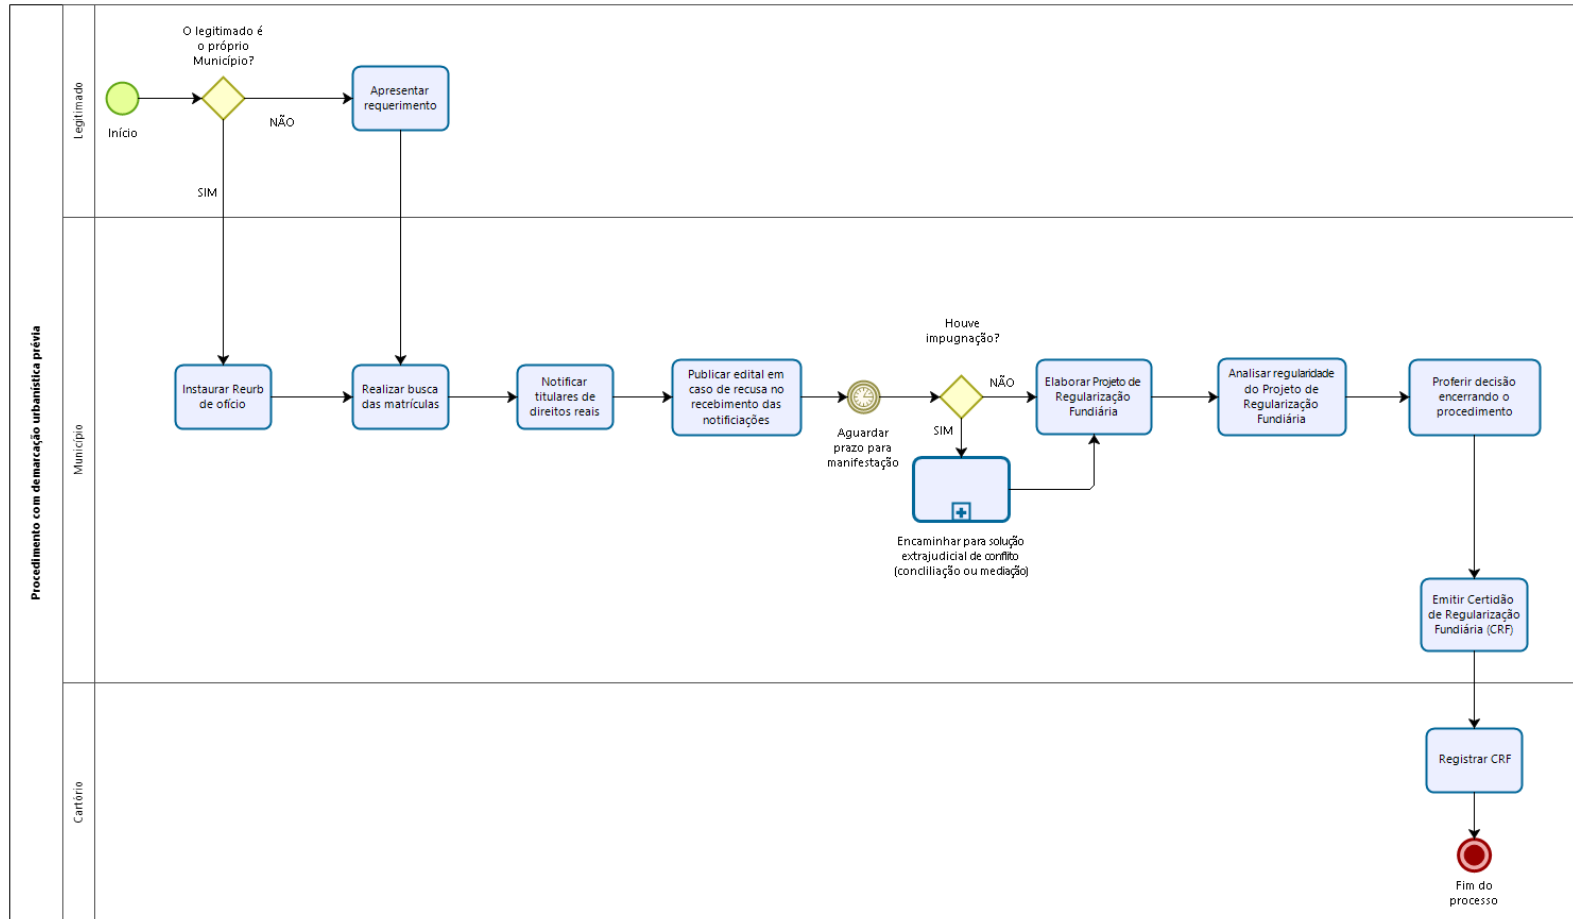 Procedimento com demarcação urbanística prévia
Legitimado
O legitimado é
o próprio
Município?
Início
NÃO
SIM
Apresentar
requerimento
Município
Instaurar Reurb
de ofício
Realizar busca
das matrículas
Notificar
titulares de
direitos reais
Publicar edital em
caso de recusa no
recebimento das
notificiações
Aguardar
prazo para
manifestação
Houve
impugnação?
NÃO
SIM
Encaminhar para solução
extrajudicial de conflito
(concliliação ou mediação)
Elaborar Projeto de
Regularização
Fundiária
Analisar regularidade
do Projeto de
Regularização
Fundiária
Proferir decisão
encerrando o
procedimento
Emitir Certidão
de Regularização
Fundiária (CRF)
Cartório
Registrar CRF
Fim do
processo